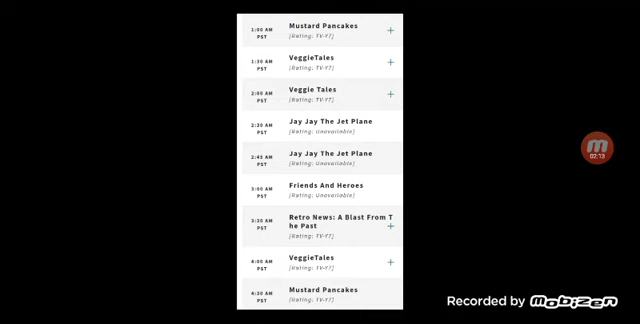 1:00 AM PST
Mustard Pancakes
[Rating: TV-Y7]
1:30 AM PST
VeggieTales
[Rating: TV-Y7]
2:00 AM PST
Veggie Tales
[Rating: TV-Y7]
2:30 AM PST
Jay Jay The Jet Plane
[Rating: Unavailable]
2:45 AM PST
Jay Jay The Jet Plane
[Rating: Unavailable]
3:00 AM PST
Friends And Heroes
[Rating: Unavailable]
3:30 AM PST
Retro News: A Blast From T
he Past
[Rating: TV-Y7]
4:00 AM PST
VeggieTales
[Rating: TV-Y7]
4:30 AM PST
Mustard Pancakes
[Rating: TV-Y7]
02:13
Recorded by Mobizen